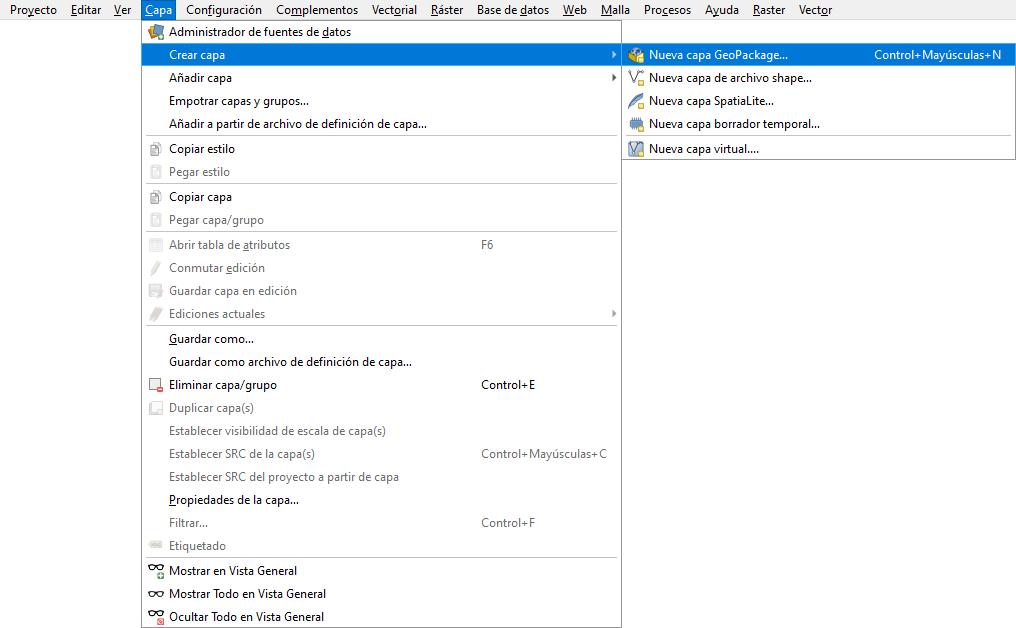 Proyecto Editar Ver Capa Configuración Complementos Vectorial Ráster Base de datos Web Malla Procesos Ayuda Raster Vector
Administrador de fuentes de datos
Crear capa
Añadir capa
Empotrar capas y grupos...
Añadir a partir de archivo de definición de capa...
Copiar estilo
Pegar estilo
Copiar capa
Pegar capa/grupo
Abrir tabla de atributos F6
Conmutar edición
Guardar capa en edición
Ediciones actuales
Guardar como...
Guardar como archivo de definición de capa...
Eliminar capa/grupo Control+E
Duplicar capa(s)
Establecer visibilidad de escala de capa(s)
Establecer SRC de la capa(s) Control+Mayúsculas+C
Establecer SRC del proyecto a partir de capa
Propiedades de la capa...
Filtrar... Control+F
Etiquetado
Mostrar en Vista General
Mostrar Todo en Vista General
Ocultar Todo en Vista General
Nueva capa GeoPackage... Control+Mayúsculas+N
Nueva capa de archivo shape...
Nueva capa SpatiaLite...
Nueva capa borrador temporal...
Nueva capa virtual....